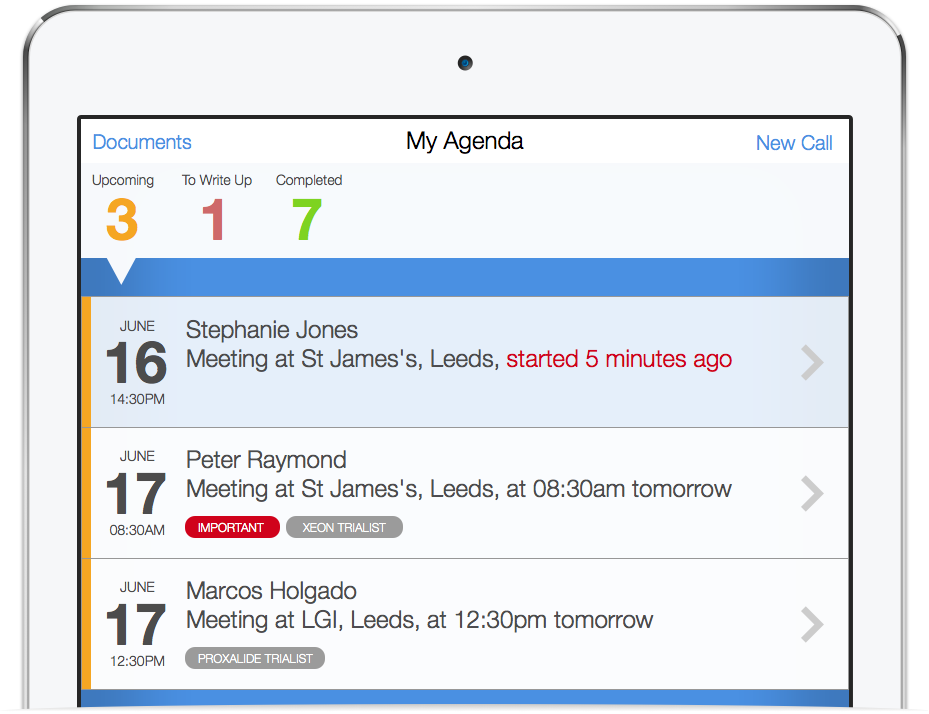 Documents My Agenda New Call
Upcoming To Write Up Completed
3 1 7
JUNE
16
14:30PM
Stephanie Jones
Meeting at St James's, Leeds, started 5 minutes ago
JUNE
17
08:30AM
Peter Raymond
Meeting at St James's, Leeds, at 08:30am tomorrow
IMPORTANT XEON TRIALIST
JUNE
17
12:30PM
Marcos Holgado
Meeting at LGI, Leeds, at 12:30pm tomorrow
PROXALIDE TRIALIST